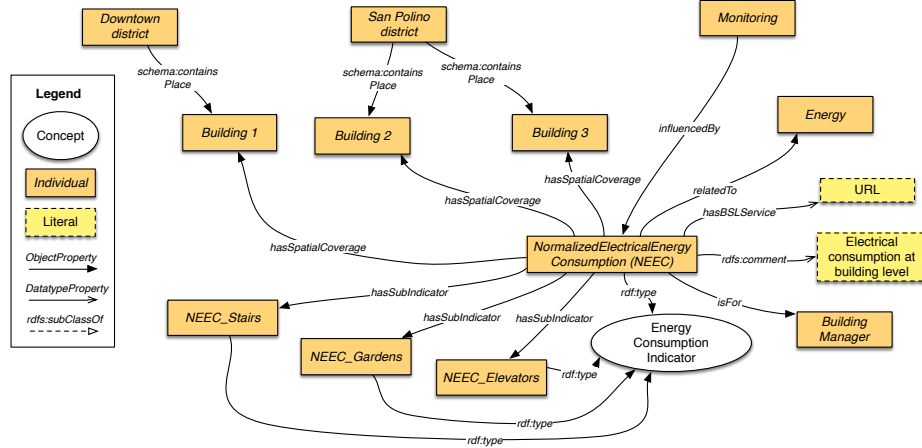 Downtown
district
San Polino
district
Monitoring
schema:contains
Place
schema:contains
Place
schema:contains
Place
Legend
Concept
Individual
Literal
ObjectProperty
DatatypeProperty
rdfs:subClassOf
Building 1
Building 2
Building 3
influencedBy
Energy
hasSpatialCoverage
hasSpatialCoverage
hasSpatialCoverage
relatedTo
hasBSLService
URL
NormalizedElectricalEnergy
Consumption (NEEC)
rdfs:comment
Electrical
consumption at
building level
hasSubIndicator
hasSubIndicator
hasSubIndicator
rdf:type
isFor
NEEC_Stairs
NEEC_Gardens
NEEC_Elevators
rdf:type
Energy
Consumption
Indicator
Building
Manager
rdf:type
rdf:type